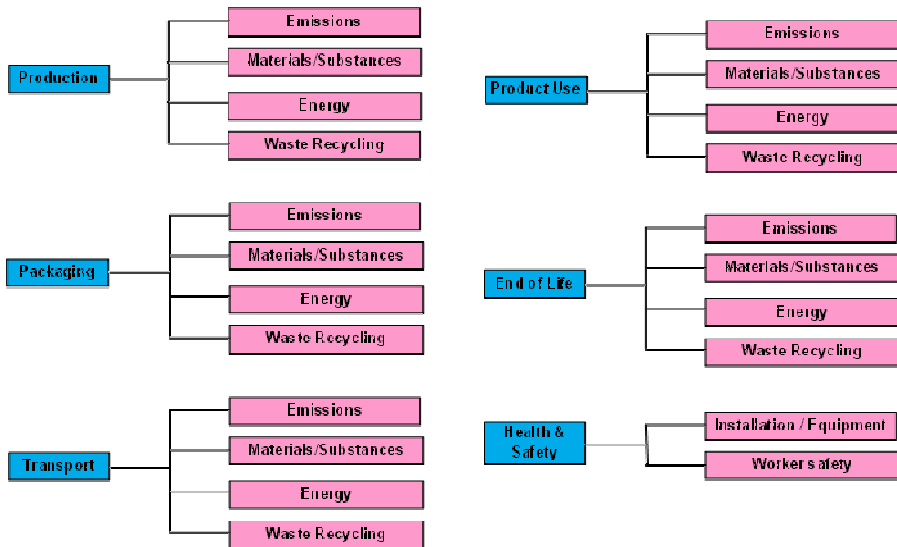 Production
Emissions
Materials/Substances
Energy
Waste Recycling
Packaging
Emissions
Materials/Substances
Energy
Waste Recycling
Transport
Emissions
Materials/Substances
Energy
Waste Recycling
Product Use
Emissions
Materials/Substances
Energy
Waste Recycling
End of Life
Emissions
Materials/Substances
Energy
Waste Recycling
Health &
Safety
Installation / Equipment
Worker safety